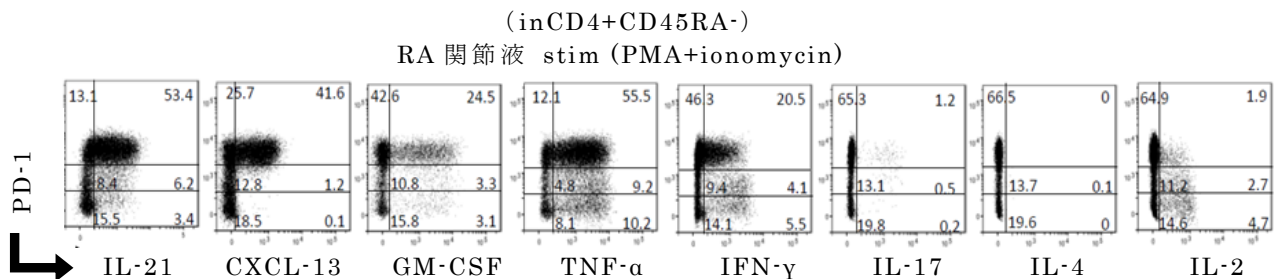 (inCD4+CD45RA-)
RA 関節液 stim (PMA+ionomycin)
13.1 53.4 25.7 41.6 42.6 24.5 12.1 55.5 46.3 20.5 65.3 1.2 66.5 0 64.9 1.9
8.4 6.2 12.8 1.2 10.8 3.3 4.8 9.2 9.4 4.1 13.1 0.5 13.7 0.1 11.2 2.7
15.5 3.4 18.5 0.1 15.8 3.1 8.1 10.2 14.1 5.5 19.8 0.2 19.6 0 14.6 4.7
PD-1
IL-21 CXCL-13 GM-CSF TNF-α IFN-γ IL-17 IL-4 IL-2